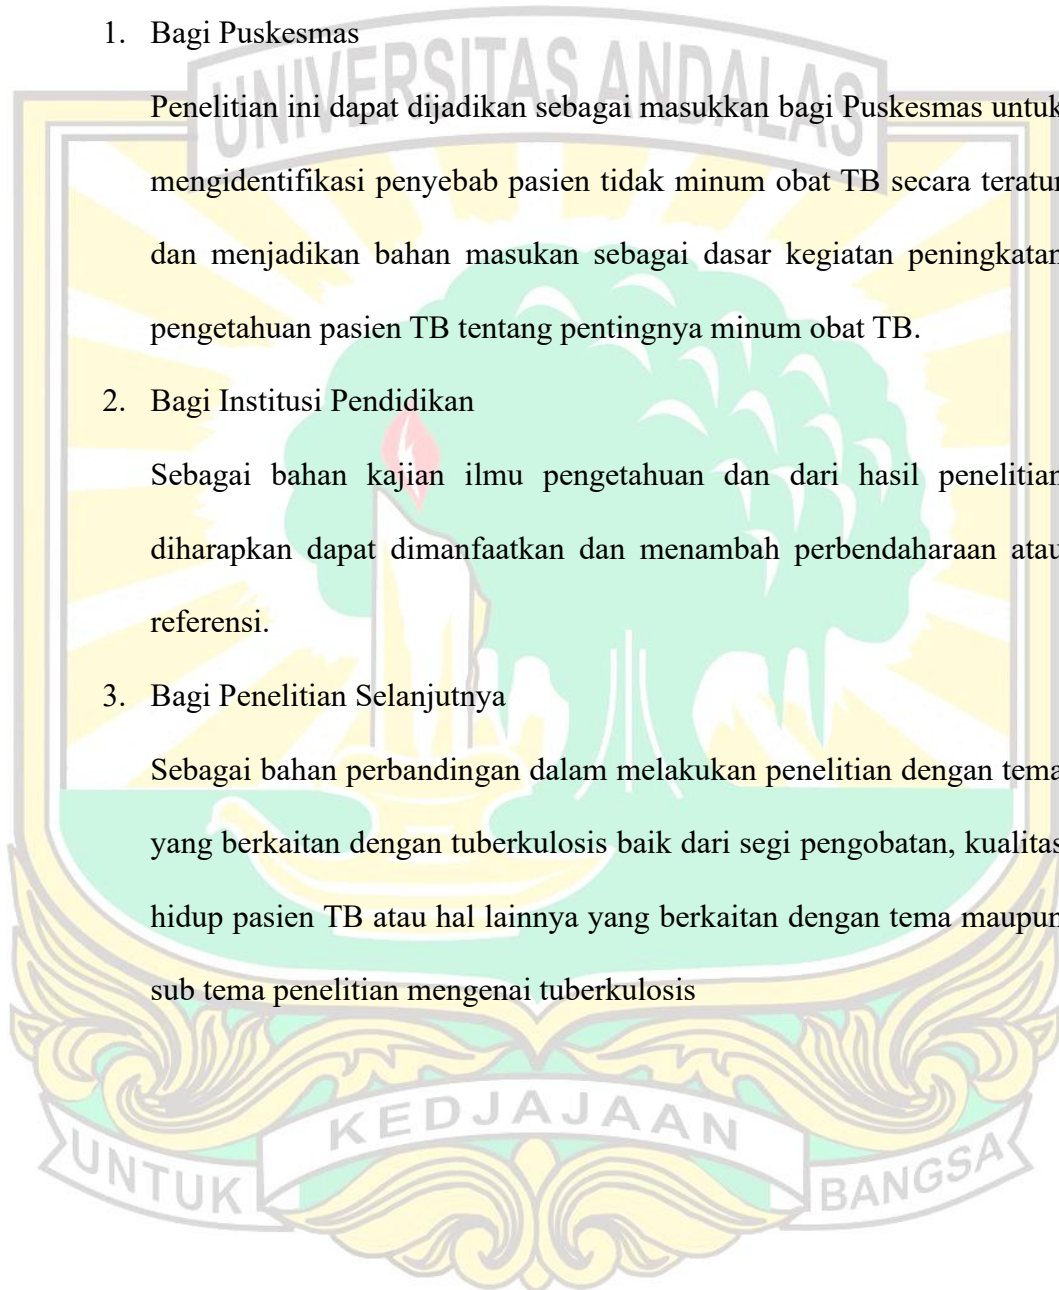 UNIVERSITAS ANDALAS
1. Bagi Puskesmas
Penelitian ini dapat dijadikan sebagai masukkan bagi Puskesmas untuk
mengidentifikasi penyebab pasien tidak minum obat TB secara teratur
dan menjadikan bahan masukan sebagai dasar kegiatan peningkatan
pengetahuan pasien TB tentang pentingnya minum obat TB.
2. Bagi Institusi Pendidikan
Sebagai bahan kajian ilmu pengetahuan dan dari hasil penelitian
diharapkan dapat dimanfaatkan dan menambah perbendaharaan atau
referensi.
3. Bagi Penelitian Selanjutnya
Sebagai bahan perbandingan dalam melakukan penelitian dengan tema
yang berkaitan dengan tuberkulosis baik dari segi pengobatan, kualitas
hidup pasien TB atau hal lainnya yang berkaitan dengan tema maupun
sub tema penelitian mengenai tuberkulosis
UNTUK KEDJAJAAN BANGSA